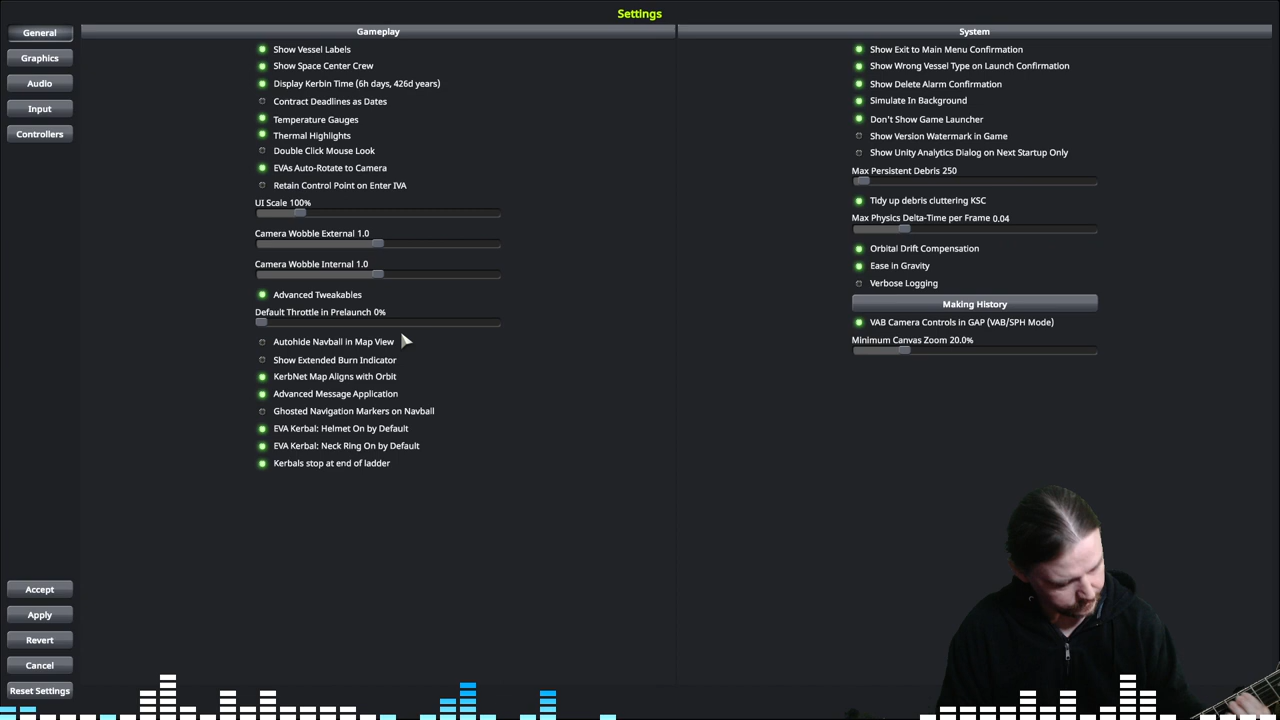 Settings
General
Graphics
Audio
Input
Controllers
Gameplay
Show Vessel Labels
Show Space Center Crew
Display Kerbin Time (6h days, 426d years)
Contract Deadlines as Dates
Temperature Gauges
Thermal Highlights
Double Click Mouse Look
EVAs Auto-Rotate to Camera
Retain Control Point on Enter IVA
UI Scale 100%
Camera Wobble External 1.0
Camera Wobble Internal 1.0
Advanced Tweakables
Default Throttle in Prelaunch 0%
Autohide Navball in Map View
Show Extended Burn Indicator
KerbNet Map Aligns with Orbit
Advanced Message Application
Ghosted Navigation Markers on Navball
EVA Kerbal: Helmet On by Default
EVA Kerbal: Neck Ring On by Default
Kerbals stop at end of ladder
System
Show Exit to Main Menu Confirmation
Show Wrong Vessel Type on Launch Confirmation
Show Delete Alarm Confirmation
Simulate In Background
Don't Show Game Launcher
Show Version Watermark in Game
Show Unity Analytics Dialog on Next Startup Only
Max Persistent Debris 250
Tidy up debris cluttering KSC
Max Physics Delta-Time per Frame 0.04
Orbital Drift Compensation
Ease in Gravity
Verbose Logging
Making History
VAB Camera Controls in GAP (VAB/SPH Mode)
Minimum Canvas Zoom 20.0%
Accept
Apply
Revert
Cancel
Reset Settings